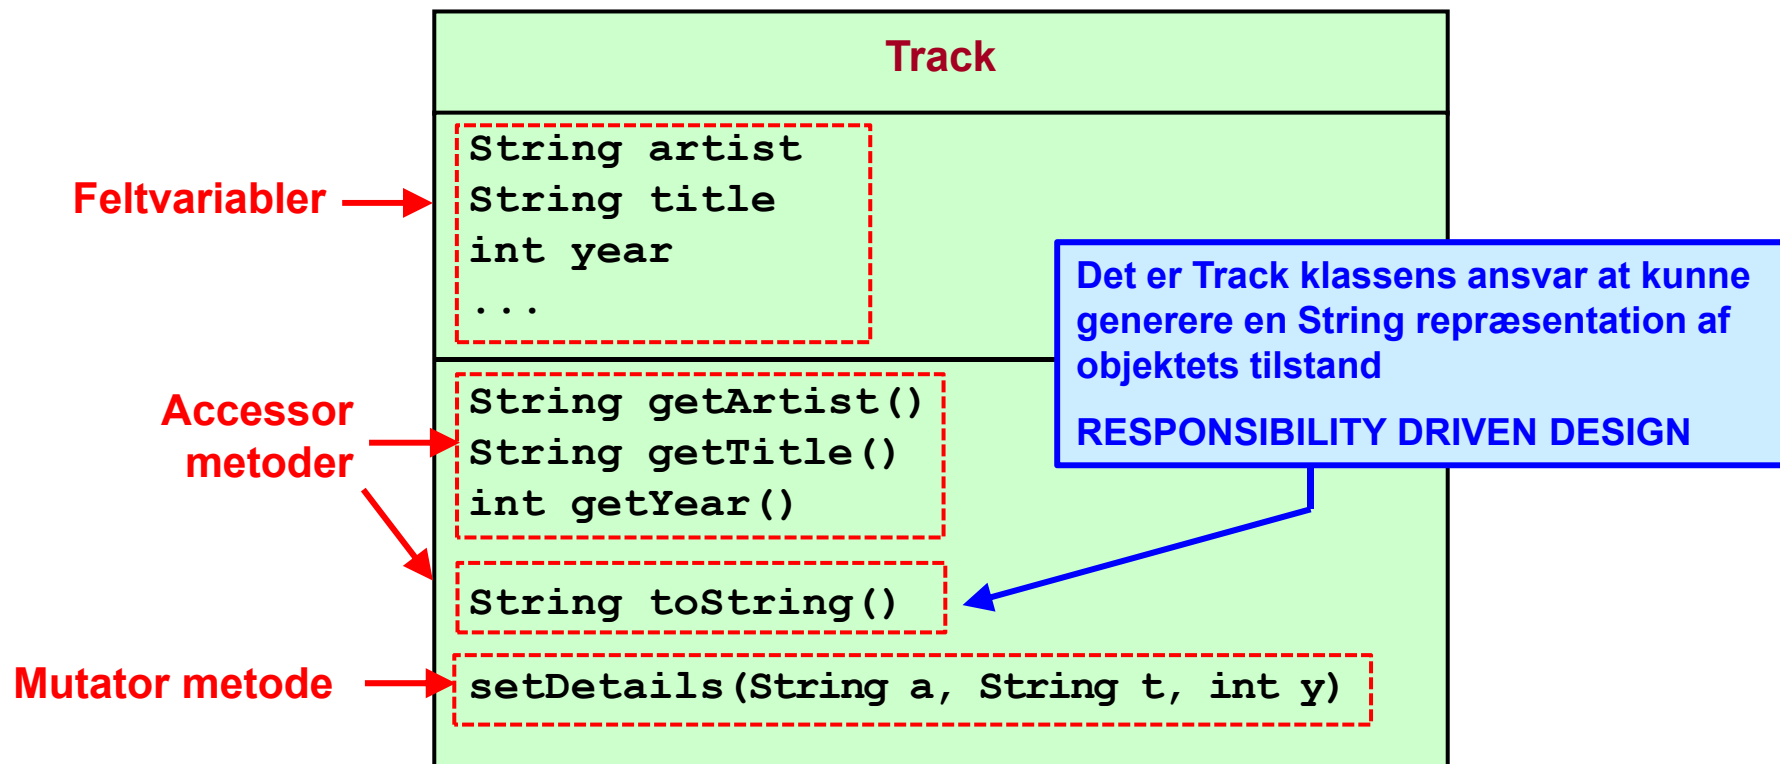 Track
Feltvariabler
String artist
String title
int year
...
Det er Track klassens ansvar at kunne
generere en String repræsentation af
objektets tilstand
RESPONSIBILITY DRIVEN DESIGN
Accessor
metoder
String getArtist()
String getTitle()
int getYear()
String toString()
Mutator metode
setDetails(String a, String t, int y)